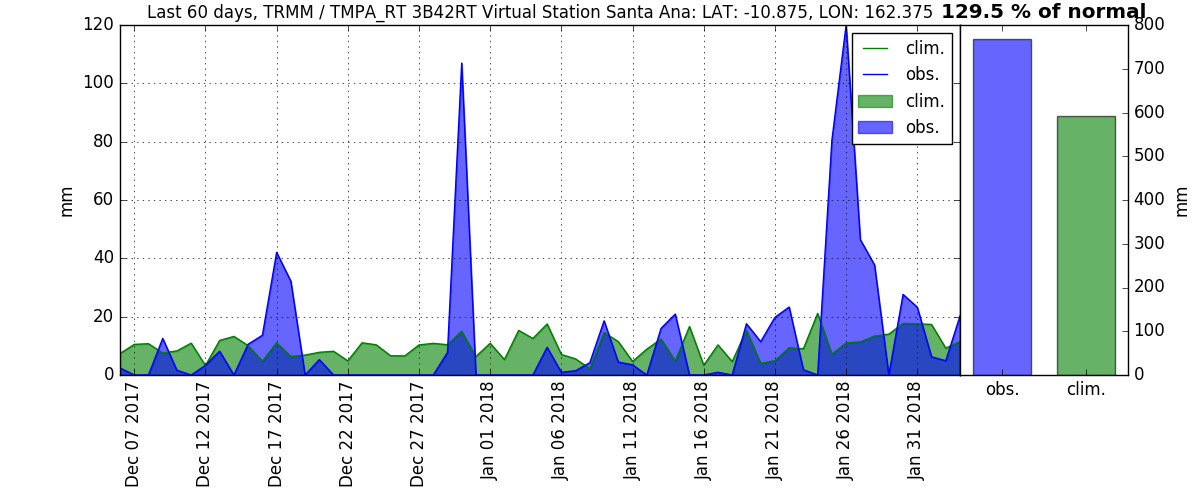 Last 60 days, TRMM / TMPA_RT 3B42RT Virtual Station Santa Ana: LAT: -10.875, LON: 162.375 129.5 % of normal
120
100
80
60
40
20
0
mm
clim.
obs.
clim.
obs.
800
700
600
500
400
300
200
100
0
mm
Dec 07 2017
Dec 12 2017
Dec 17 2017
Dec 22 2017
Dec 27 2017
Jan 01 2018
Jan 06 2018
Jan 11 2018
Jan 16 2018
Jan 21 2018
Jan 26 2018
Jan 31 2018
obs.
clim.